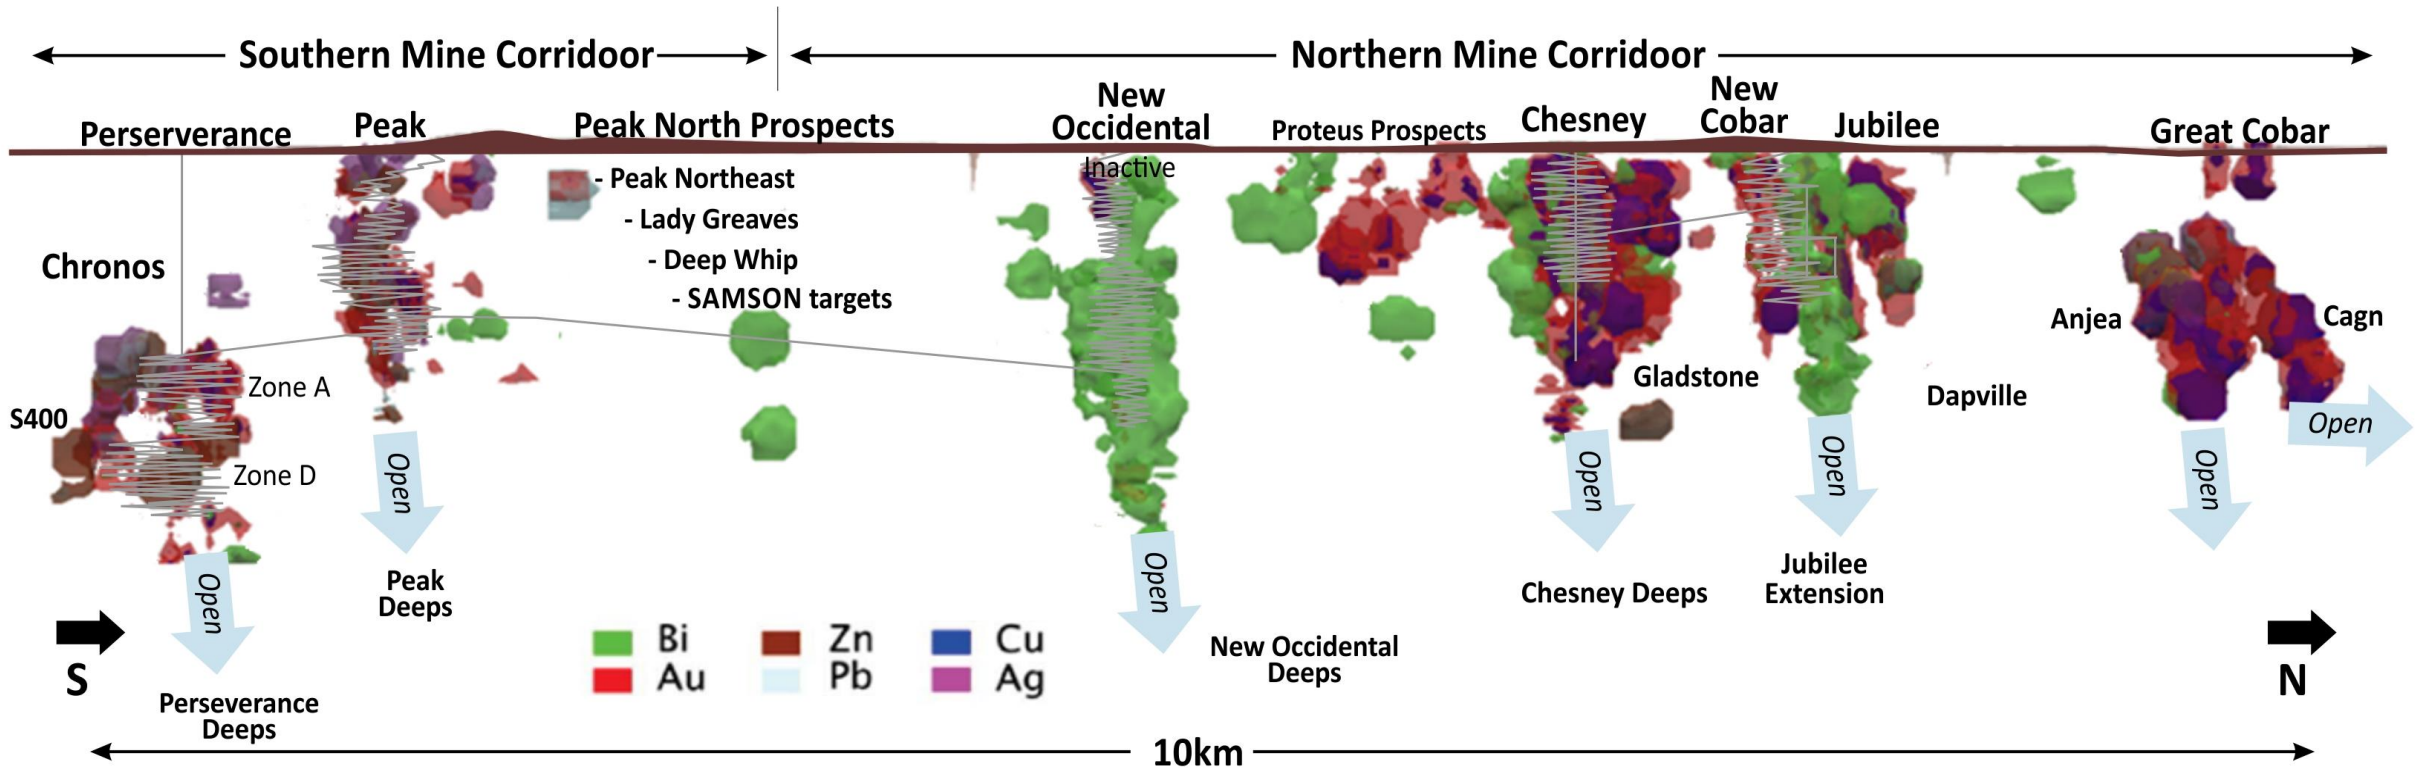 Southern Mine Corridoor
Northern Mine Corridoor
Perserverance
Peak
Peak North Prospects
New
Occidental
Inactive
Proteus Prospects
Chesney
New
Cobar
Jubilee
Great Cobar
- Peak Northeast
- Lady Greaves
- Deep Whip
- SAMSON targets
Chronos
Zone A
S400
Zone D
Anjea
Cagn
Gladstone
Dapville
Open
Open
Open
Open
Open
Open
Open
Peak
Deeps
Chesney Deeps
Jubilee
Extension
New Occidental
Deeps
Perseverance
Deeps
Bi
Zn
Cu
Au
Pb
Ag
S
N
10km